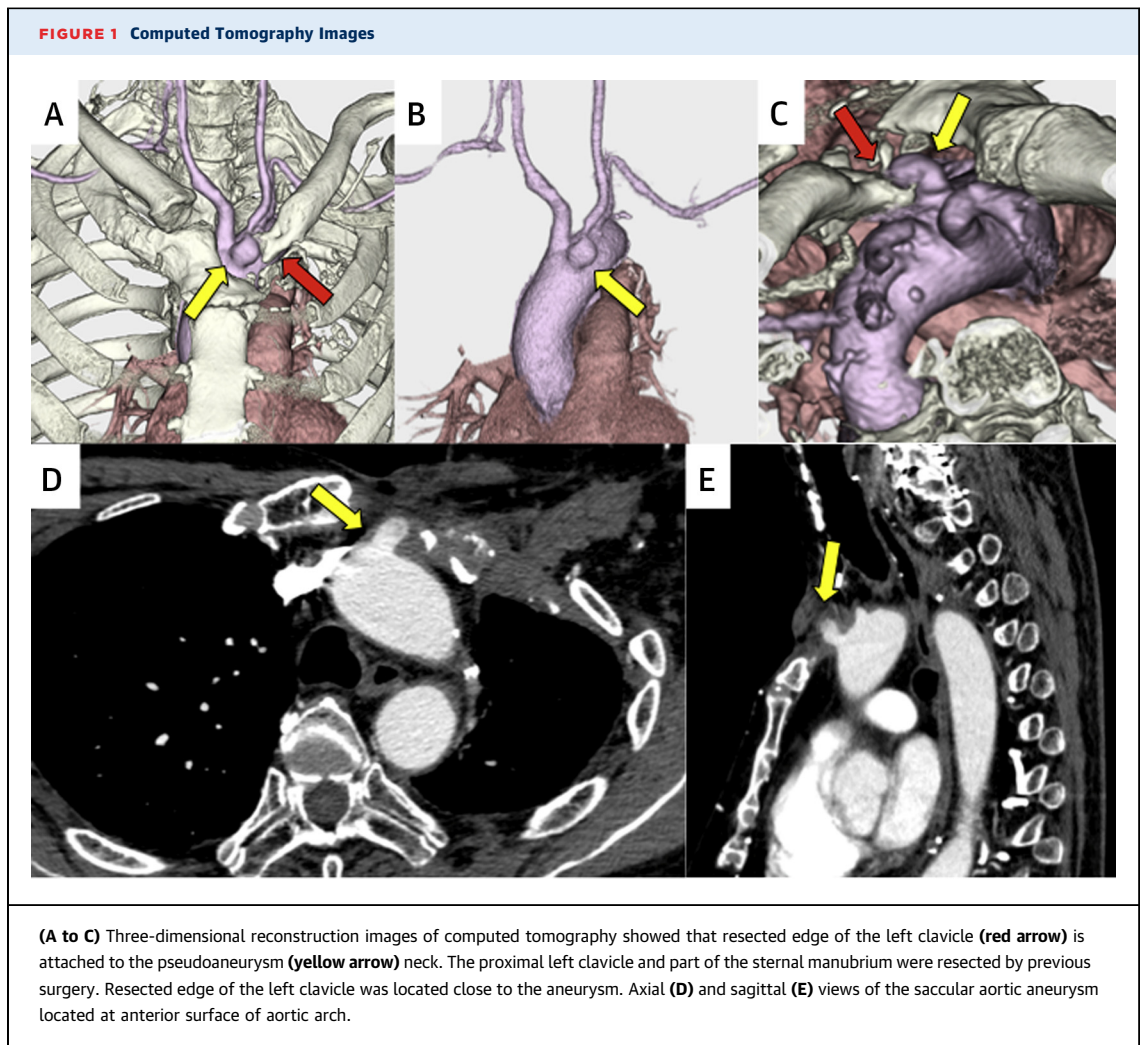 FIGURE 1 Computed Tomography Images
A
B
C
D
E
(A to C) Three-dimensional reconstruction images of computed tomography showed that resected edge of the left clavicle (red arrow) is
attached to the pseudoaneurysm (yellow arrow) neck. The proximal left clavicle and part of the sternal manubrium were resected by previous
surgery. Resected edge of the left clavicle was located close to the aneurysm. Axial (D) and sagittal (E) views of the saccular aortic aneurysm
located at anterior surface of aortic arch.